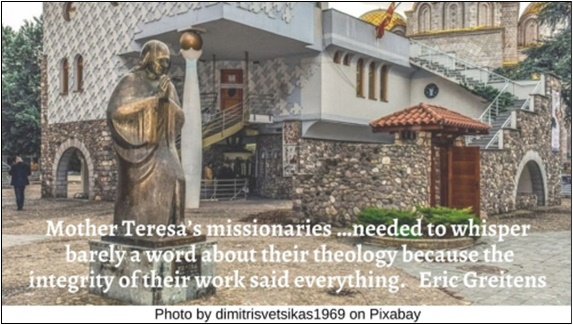 Mother Teresa's missionaries ...needed to whisper
barely a word about their theology because the
integrity of their work said everything. Eric Greitens
Photo by dimitrisvetsikas1969 on Pixabay